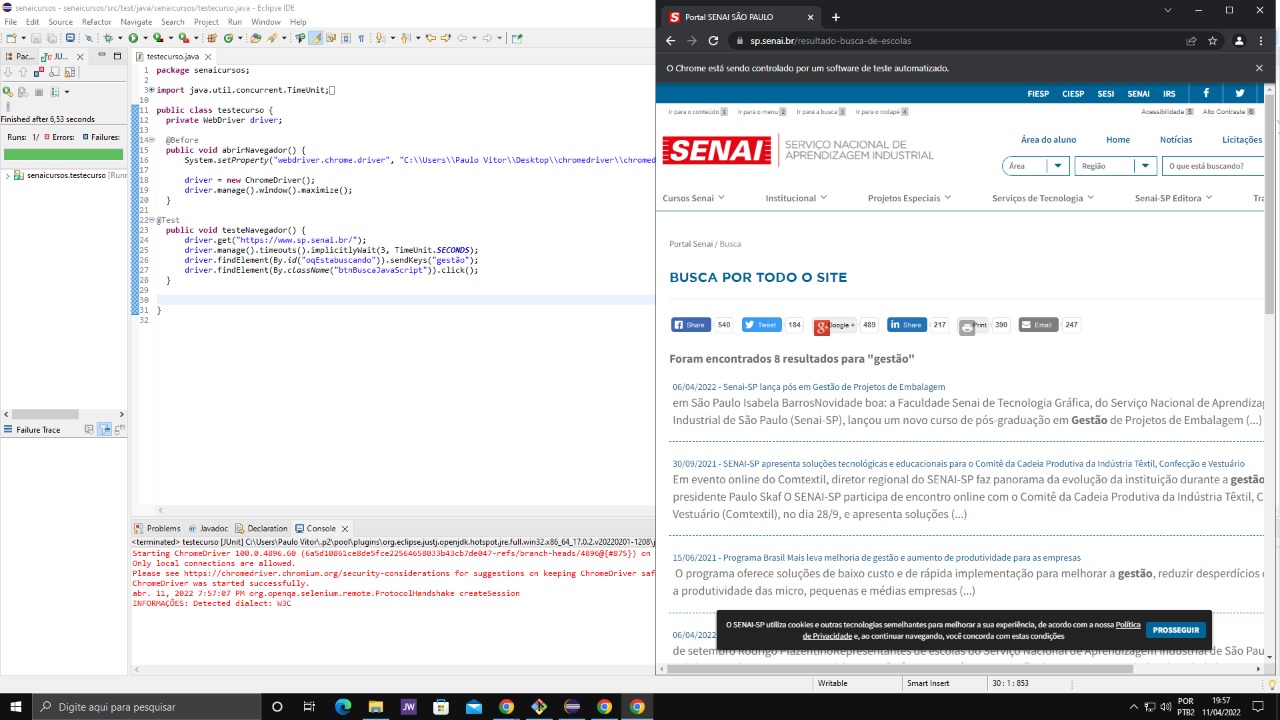 senaicursos - senaicursos/src/test/java/senaicursos/testecurso.java - Eclipse IDE
File Edit Source Refactor Navigate Search Project Run Window Help
Pac... JU...
Finished after 6,53 seconds
Runs: 1/ Errors: Failures:
senaicursos.testecurso [Runr
Failure Trace
testecurso.java
1 package senaicursos;
2
3 import java.util.concurrent.TimeUnit;
10
11 public class testecurso {
12 private WebDriver driver;
13
14 @Before
15 public void abrirNavegador() {
16 System.setProperty("webdriver.chrome.driver", "C:\\Users\\Paulo Vitor\\Desktop\\chromedriver\\chromed
17
18 driver = new ChromeDriver();
19 driver.manage().window().maximize();
20 }
21
22 @Test
23 public void testeNavegador() {
24 driver.get("https://www.sp.senai.br/");
25 driver.manage().timeouts().implicitlyWait(3, TimeUnit.SECONDS);
26 driver.findElement(By.id("oqEstabuscando")).sendKeys("gestão");
27 driver.findElement(By.className("btnBuscaJavaScript")).click();
28 }
29
30
31 }
32
Problems Javadoc Declaration Console
<terminated> testecurso [JUnit] C:\Users\Paulo Vitor\.p2\pool\plugins\org.eclipse.justj.openjdk.hotspot.jre.full.win32.x86_64_17.0.2.v20220201-1208\j
Starting ChromeDriver 100.0.4896.60 (6a5d10861ce8de5fce22564658033b43cb7de047-refs/branch-heads/4896@{#875}) on
Only local connections are allowed.
Please see https://chromedriver.chromium.org/security-considerations for suggestions on keeping ChromeDriver saf
ChromeDriver was started successfully.
abr. 11, 2022 7:57:07 PM org.openqa.selenium.remote.ProtocolHandshake createSession
INFORMAÇÕES: Detected dialect: W3C
Writable Smart Insert 30 : 1 : 853
Portal SENAI SÃO PAULO
sp.senai.br/resultado-busca-de-escolas
O Chrome está sendo controlado por um software de teste automatizado.
FIESP CIESP SESI SENAI IRS
Ir para o conteúdo 1 Ir para o menu 2 Ir para a busca 3 Ir para o rodapé 4 Acessibilidade 5 Alto Contraste 6
SENAI
SERVIÇO NACIONAL DE
APRENDIZAGEM INDUSTRIAL
Área do aluno Home Notícias Licitações
Área Região O que está buscando?
Cursos Senai Institucional Projetos Especiais Serviços de Tecnologia Senai-SP Editora Tra
Portal Senai / Busca
BUSCA POR TODO O SITE
Share 540 Tweet 184 Google + 489 Share 217 Print 390 Email 247
Foram encontrados 8 resultados para "gestão"
06/04/2022 - Senai-SP lança pós em Gestão de Projetos de Embalagem
em São Paulo Isabela BarrosNovidade boa: a Faculdade Senai de Tecnologia Gráfica, do Serviço Nacional de Aprendizag
Industrial de São Paulo (Senai-SP), lançou um novo curso de pós-graduação em Gestão de Projetos de Embalagem (...)
30/09/2021 - SENAI-SP apresenta soluções tecnológicas e educacionais para o Comitê da Cadeia Produtiva da Indústria Têxtil, Confecção e Vestuário
Em evento online do Comtextil, diretor regional do SENAI-SP faz panorama da evolução da instituição durante a gestão
presidente Paulo Skaf O SENAI-SP participa de encontro online com o Comitê da Cadeia Produtiva da Indústria Têxtil, C
Vestuário (Comtextil), no dia 28/9, e apresenta soluções (...)
15/06/2021 - Programa Brasil Mais leva melhoria de gestão e aumento de produtividade para as empresas
O programa oferece soluções de baixo custo e de rápida implementação para melhorar a gestão, reduzir desperdícios e
a produtividade das micro, pequenas e médias empresas (...)
06/04/2022
O SENAI-SP utiliza cookies e outras tecnologias semelhantes para melhorar a sua experiência, de acordo com a nossa Política
de Privacidade e, ao continuar navegando, você concorda com estas condições
PROSSEGUIR
de setembro Rodrigo PiazentinoRepresentantes de escolas do Serviço Nacional de Aprendizagem Industrial de São Pau
Digite aqui para pesquisar
JW
POR
PTB2
19:57
11/04/2022